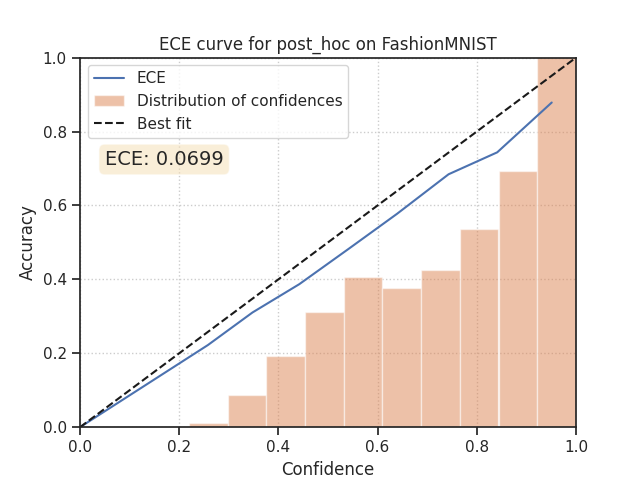 ECE curve for post_hoc on FashionMNIST
1.0
0.8
0.6
0.4
0.2
0.0
Accuracy
ECE
Distribution of confidences
Best fit
ECE: 0.0699
0.0 0.2 0.4 0.6 0.8 1.0
Confidence